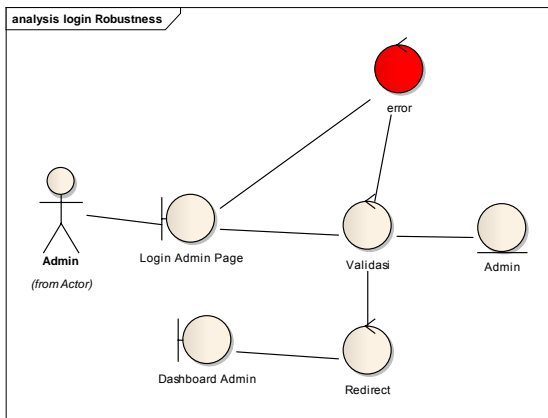 analysis login Robustness
error
Admin
(from Actor)
Login Admin Page
Validasi
Admin
Dashboard Admin
Redirect